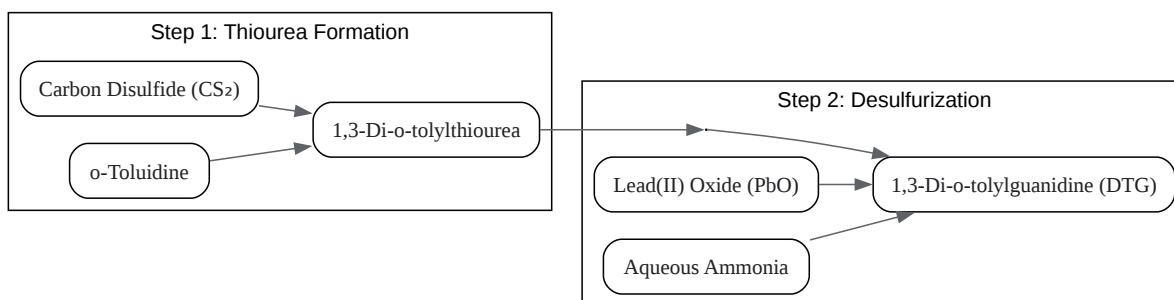 Step 1: Thiourea Formation
Carbon Disulfide (CS₂)
1,3-Di-o-tolylthiourea
o-Toluidine
Step 2: Desulfurization
Lead(II) Oxide (PbO)
1,3-Di-o-tolylguanidine (DTG)
Aqueous Ammonia